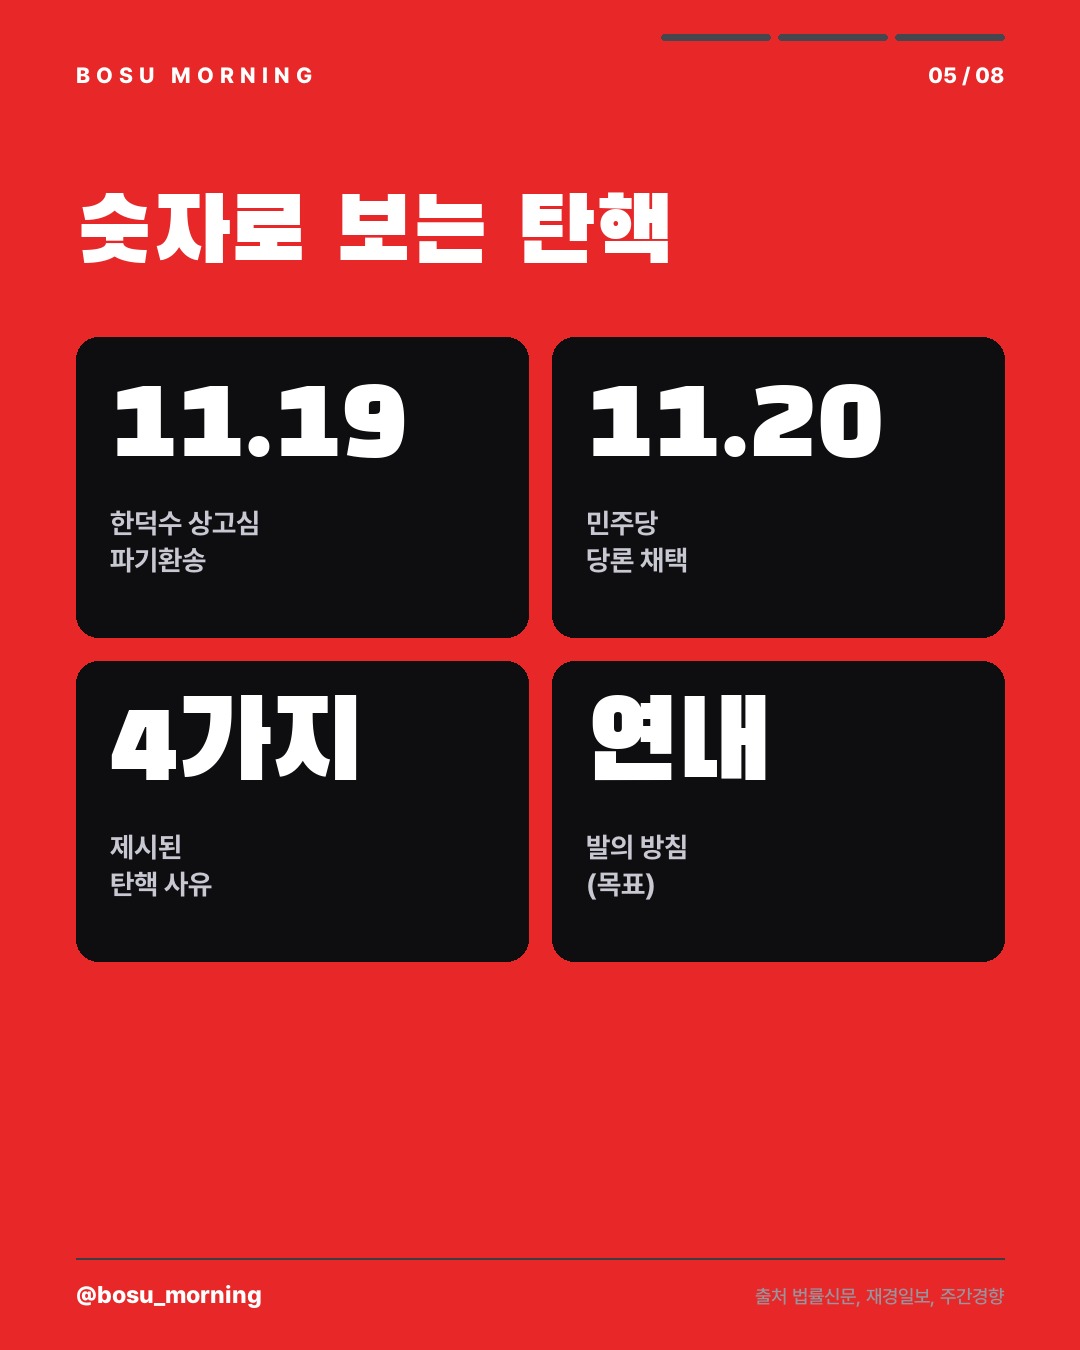 BOSU MORNING
05 / 08
숫자로 보는 탄핵
11.19
한덕수 상고심
파기환송
11.20
민주당
당론 채택
4가지
제시된
탄핵 사유
연내
발의 방침
(목표)
@bosu_morning
출처 법률신문, 재경일보, 주간경향